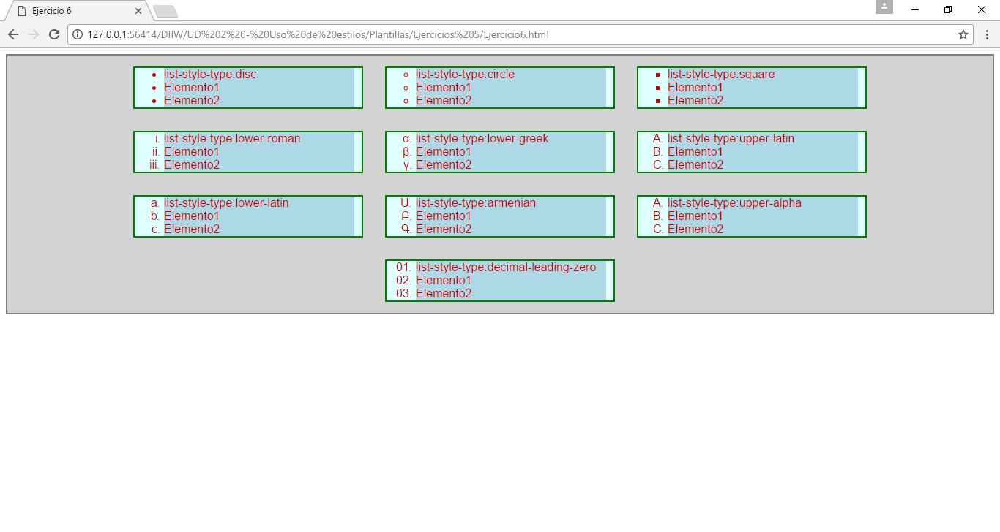 Ejercicio 6
127.0.0.1:56414/DIIW/UD%202%20-%20Uso%20de%20estilos/Plantillas/Ejercicios%205/Ejercicio6.html
• list-style-type:disc
• Elemento1
• Elemento2
○ list-style-type:circle
○ Elemento1
○ Elemento2
▪ list-style-type:square
▪ Elemento1
▪ Elemento2
i. list-style-type:lower-roman
ii. Elemento1
iii. Elemento2
α. list-style-type:lower-greek
β. Elemento1
γ. Elemento2
A. list-style-type:upper-latin
B. Elemento1
C. Elemento2
a. list-style-type:lower-latin
b. Elemento1
c. Elemento2
Ա. list-style-type:armenian
Բ. Elemento1
Գ. Elemento2
A. list-style-type:upper-alpha
B. Elemento1
C. Elemento2
01. list-style-type:decimal-leading-zero
02. Elemento1
03. Elemento2